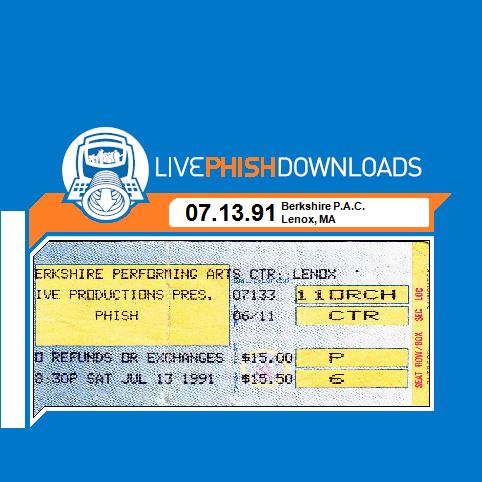 LIVEPHISHDOWNLOADS
07.13.91 Berkshire P.A.C.
Lenox, MA
ERKSHIRE PERFORMING ARTS CTR: LENOX
IVE PRODUCTIONS PRES. 07133 110RCH
PHISH 06/11 CTR
O REFUNDS OR EXCHANGES $15.00 P
8:30P SAT JUL 13 1991 $15.50 6
SEAT ROW/BOX SEC LOC